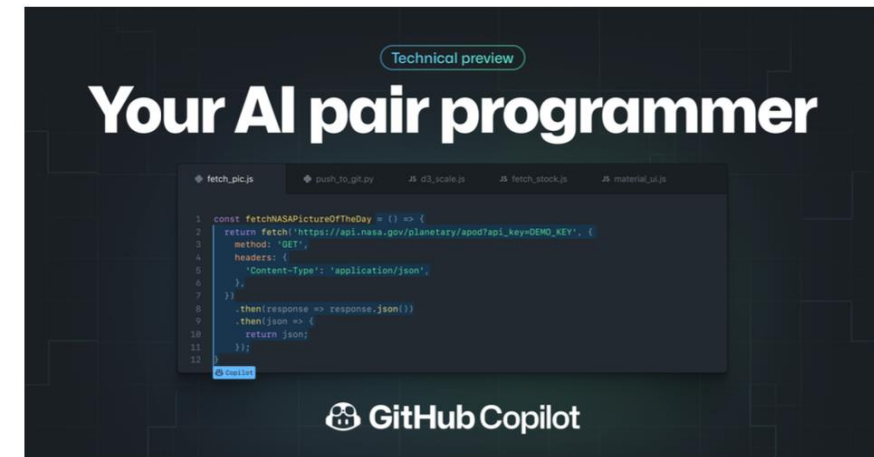 Technical preview
Your AI pair programmer
fetch_pic.js push_to_git.py JS d3_scale.js JS fetch_stock.js JS material_ui.js
1 const fetchNASAPictureOfTheDay = () => {
2 return fetch('https://api.nasa.gov/planetary/apod?api_key=DEMO_KEY', {
3 method: 'GET',
4 headers: {
5 'Content-Type': 'application/json',
6 },
7 })
8 .then(response => response.json())
9 .then(json => {
10 return json;
11 });
12 }
Copilot
GitHub Copilot